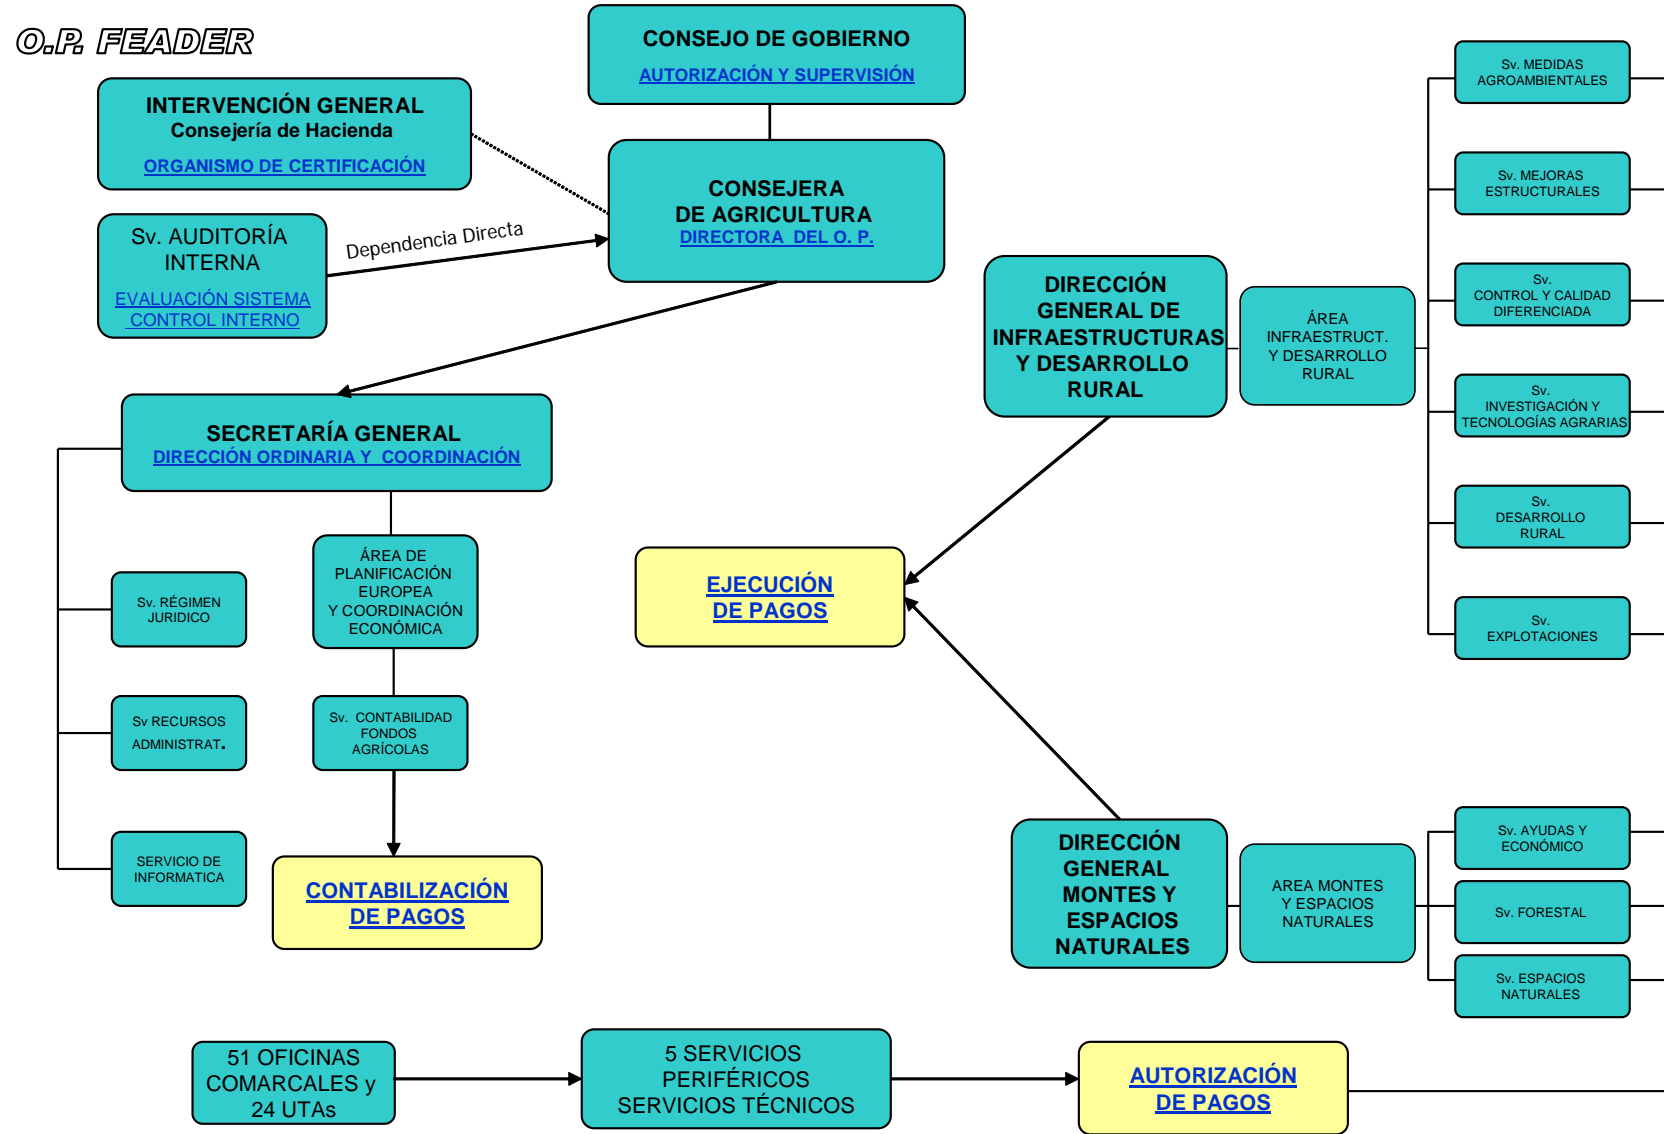 O.P. FEADER
CONSEJO DE GOBIERNO
AUTORIZACIÓN Y SUPERVISIÓN
INTERVENCIÓN GENERAL
Consejería de Hacienda
ORGANISMO DE CERTIFICACIÓN
CONSEJERA
DE AGRICULTURA
DIRECTORA DEL O. P.
Sv. AUDITORÍA
INTERNA
EVALUACIÓN SISTEMA
CONTROL INTERNO
Dependencia Directa
SECRETARÍA GENERAL
DIRECCIÓN ORDINARIA Y COORDINACIÓN
Sv. RÉGIMEN
JURIDICO
Sv RECURSOS
ADMINISTRAT.
SERVICIO DE
INFORMATICA
ÁREA DE
PLANIFICACIÓN
EUROPEA
Y COORDINACIÓN
ECONÓMICA
Sv. CONTABILIDAD
FONDOS
AGRÍCOLAS
CONTABILIZACIÓN
DE PAGOS
EJECUCIÓN
DE PAGOS
DIRECCIÓN
GENERAL DE
INFRAESTRUCTURAS
Y DESARROLLO
RURAL
ÁREA
INFRAESTRUCT.
Y DESARROLLO
RURAL
Sv. MEDIDAS
AGROAMBIENTALES
Sv. MEJORAS
ESTRUCTURALES
Sv.
CONTROL Y CALIDAD
DIFERENCIADA
Sv.
INVESTIGACIÓN Y
TECNOLOGÍAS AGRARIAS
Sv.
DESARROLLO
RURAL
Sv.
EXPLOTACIONES
DIRECCIÓN
GENERAL
MONTES Y
ESPACIOS
NATURALES
AREA MONTES
Y ESPACIOS
NATURALES
Sv. AYUDAS Y
ECONÓMICO
Sv. FORESTAL
Sv. ESPACIOS
NATURALES
51 OFICINAS
COMARCALES y
24 UTAs
5 SERVICIOS
PERIFÉRICOS
SERVICIOS TÉCNICOS
AUTORIZACIÓN
DE PAGOS